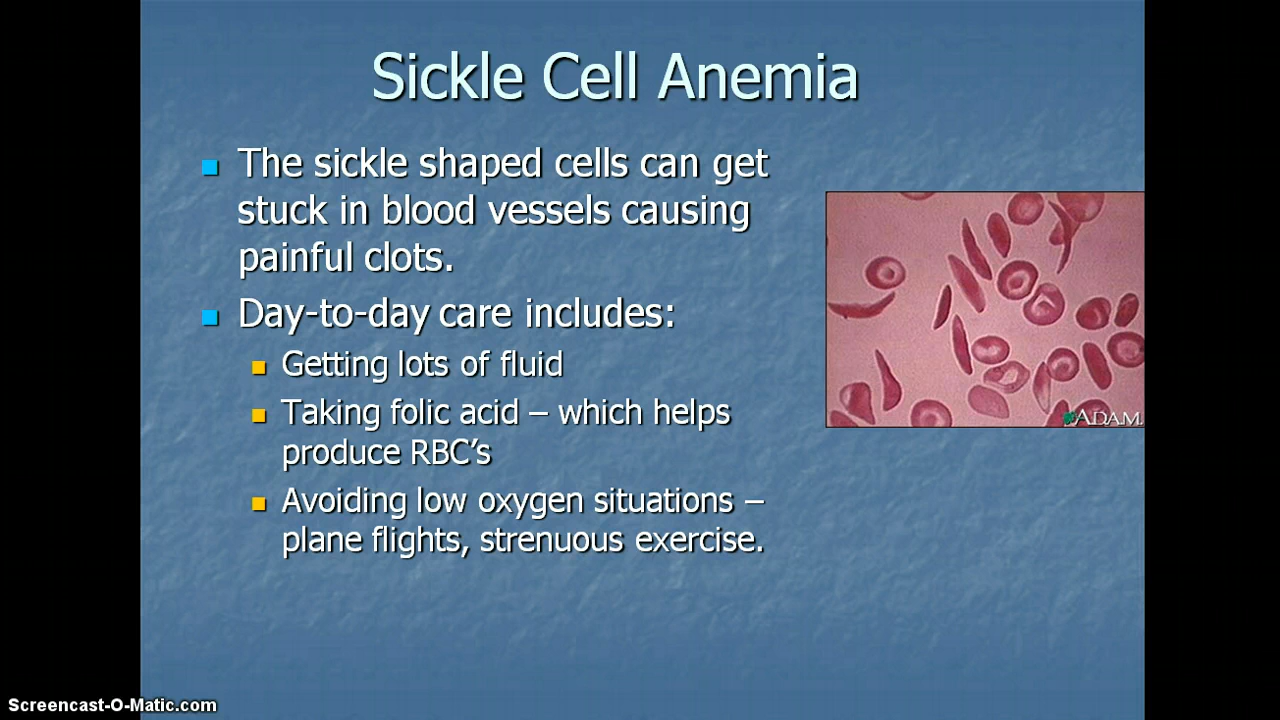 Sickle Cell Anemia
The sickle shaped cells can get
stuck in blood vessels causing
painful clots.
Day-to-day care includes:
Getting lots of fluid
Taking folic acid – which helps
produce RBC’s
Avoiding low oxygen situations –
plane flights, strenuous exercise.
ADAM.
Screencast-O-Matic.com